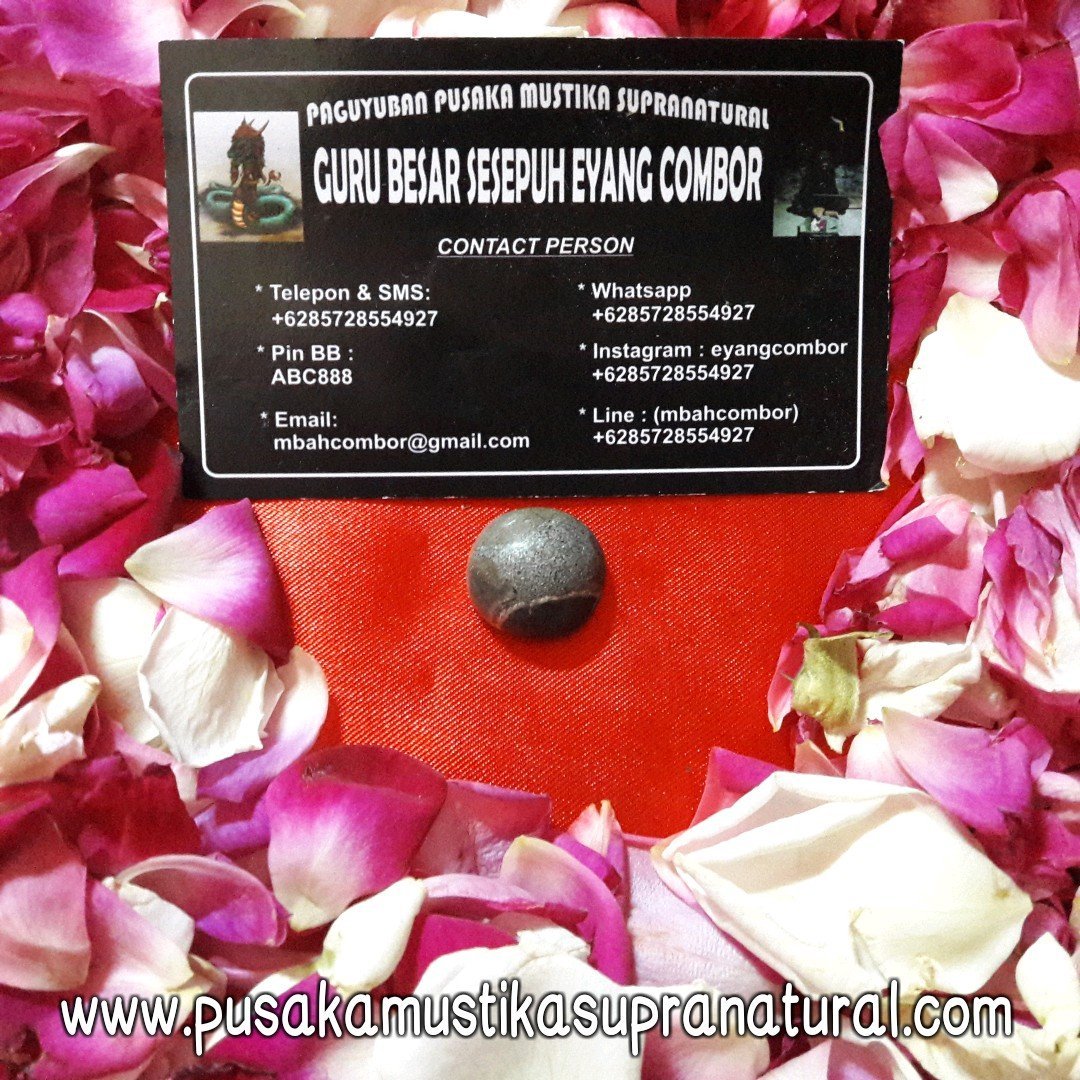 PAGUYUBAN PUSAKA MUSTIKA SUPRANATURAL
GURU BESAR SESEPUH EYANG COMBOR
CONTACT PERSON
* Telepon & SMS:
+6285728554927
* Pin BB :
ABC888
* Email:
mbahcombor@gmail.com
* Whatsapp
+6285728554927
* Instagram : eyangcombor
+6285728554927
* Line : (mbahcombor)
+6285728554927
www.pusakamustikasupranatural.com